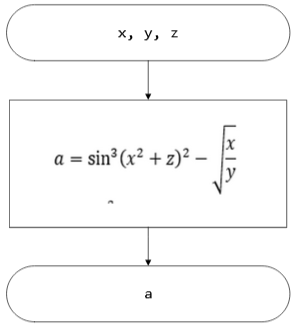 x, y, z
a = sin³(x² + z)² − √(x/y)
a